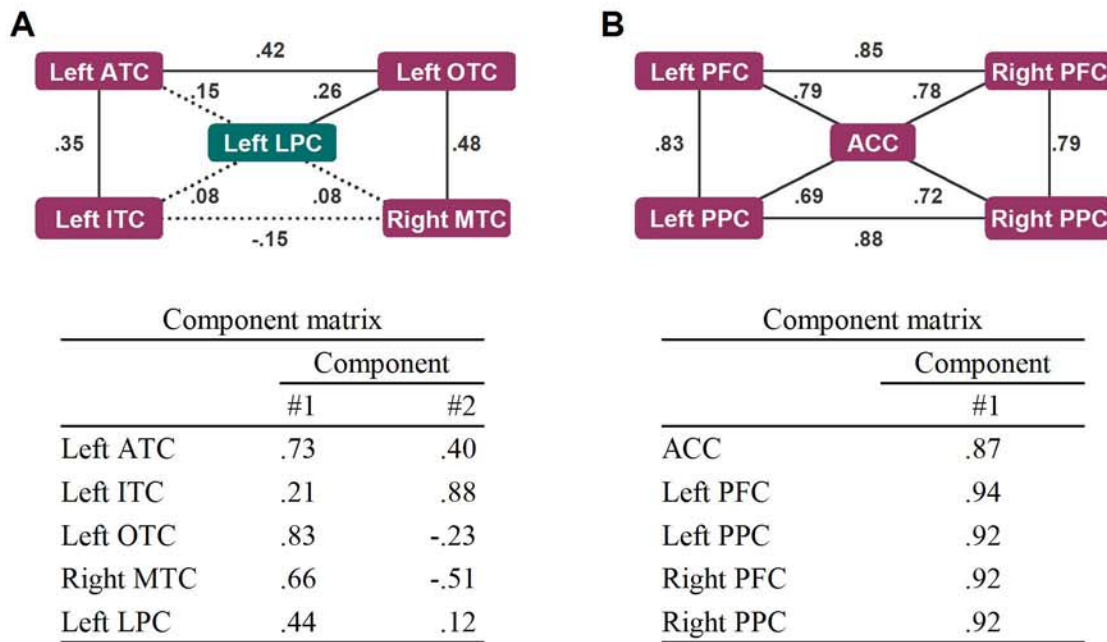 A
.42
Left ATC
Left OTC
.15
.26
.35
Left LPC
.48
.08
.08
Left ITC
Right MTC
-.15
Component matrix
Component
#1 #2
Left ATC .73 .40
Left ITC .21 .88
Left OTC .83 -.23
Right MTC .66 -.51
Left LPC .44 .12
B
.85
Left PFC
Right PFC
.79
.78
.83
ACC
.79
.69
.72
Left PPC
Right PPC
.88
Component matrix
Component
#1
ACC .87
Left PFC .94
Left PPC .92
Right PFC .92
Right PPC .92